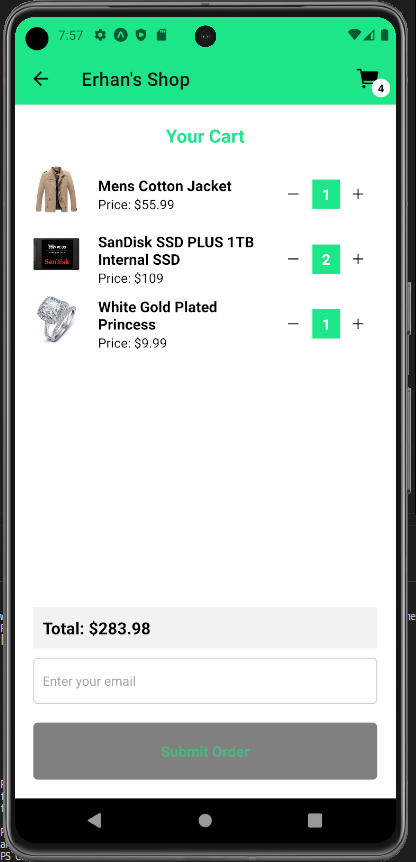 7:57
Erhan's Shop
4
Your Cart
Mens Cotton Jacket
Price: $55.99
1
SanDisk SSD PLUS 1TB
Internal SSD
Price: $109
2
SanDisk
White Gold Plated
Princess
Price: $9.99
1
Total: $283.98
Enter your email
Submit Order